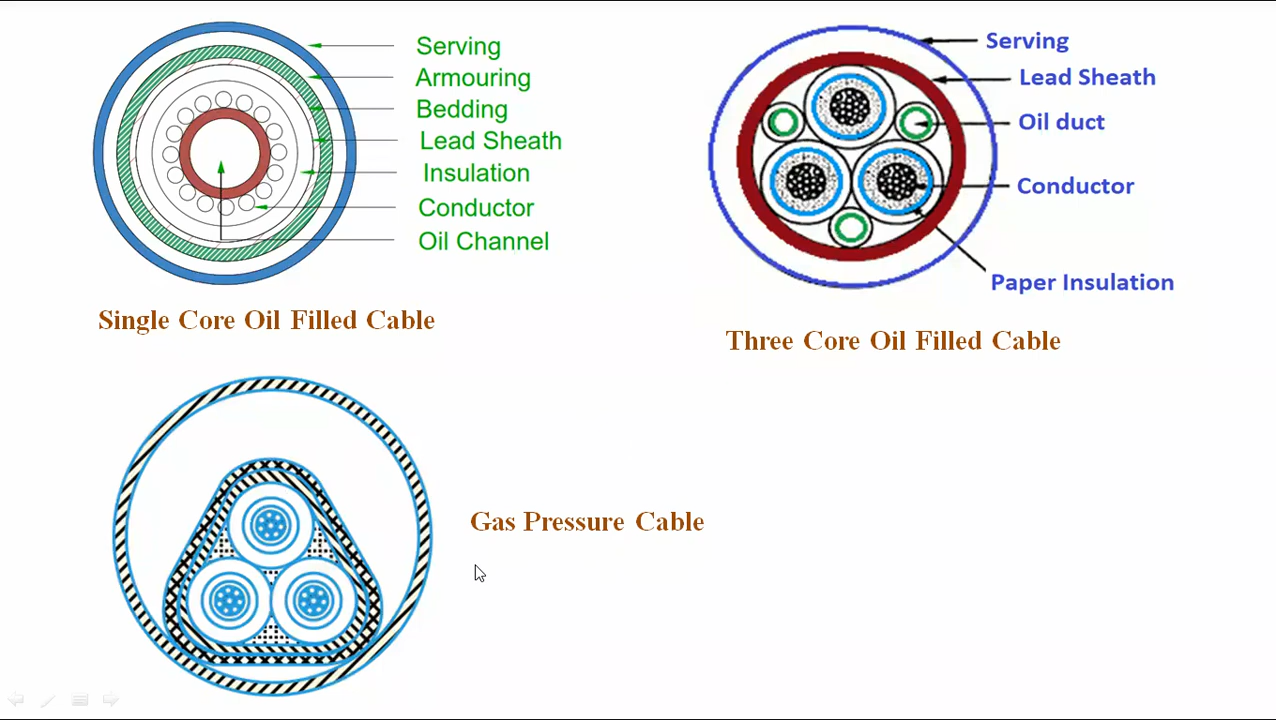 Serving
Armouring
Bedding
Lead Sheath
Insulation
Conductor
Oil Channel
Single Core Oil Filled Cable
Serving
Lead Sheath
Oil duct
Conductor
Paper Insulation
Three Core Oil Filled Cable
Gas Pressure Cable